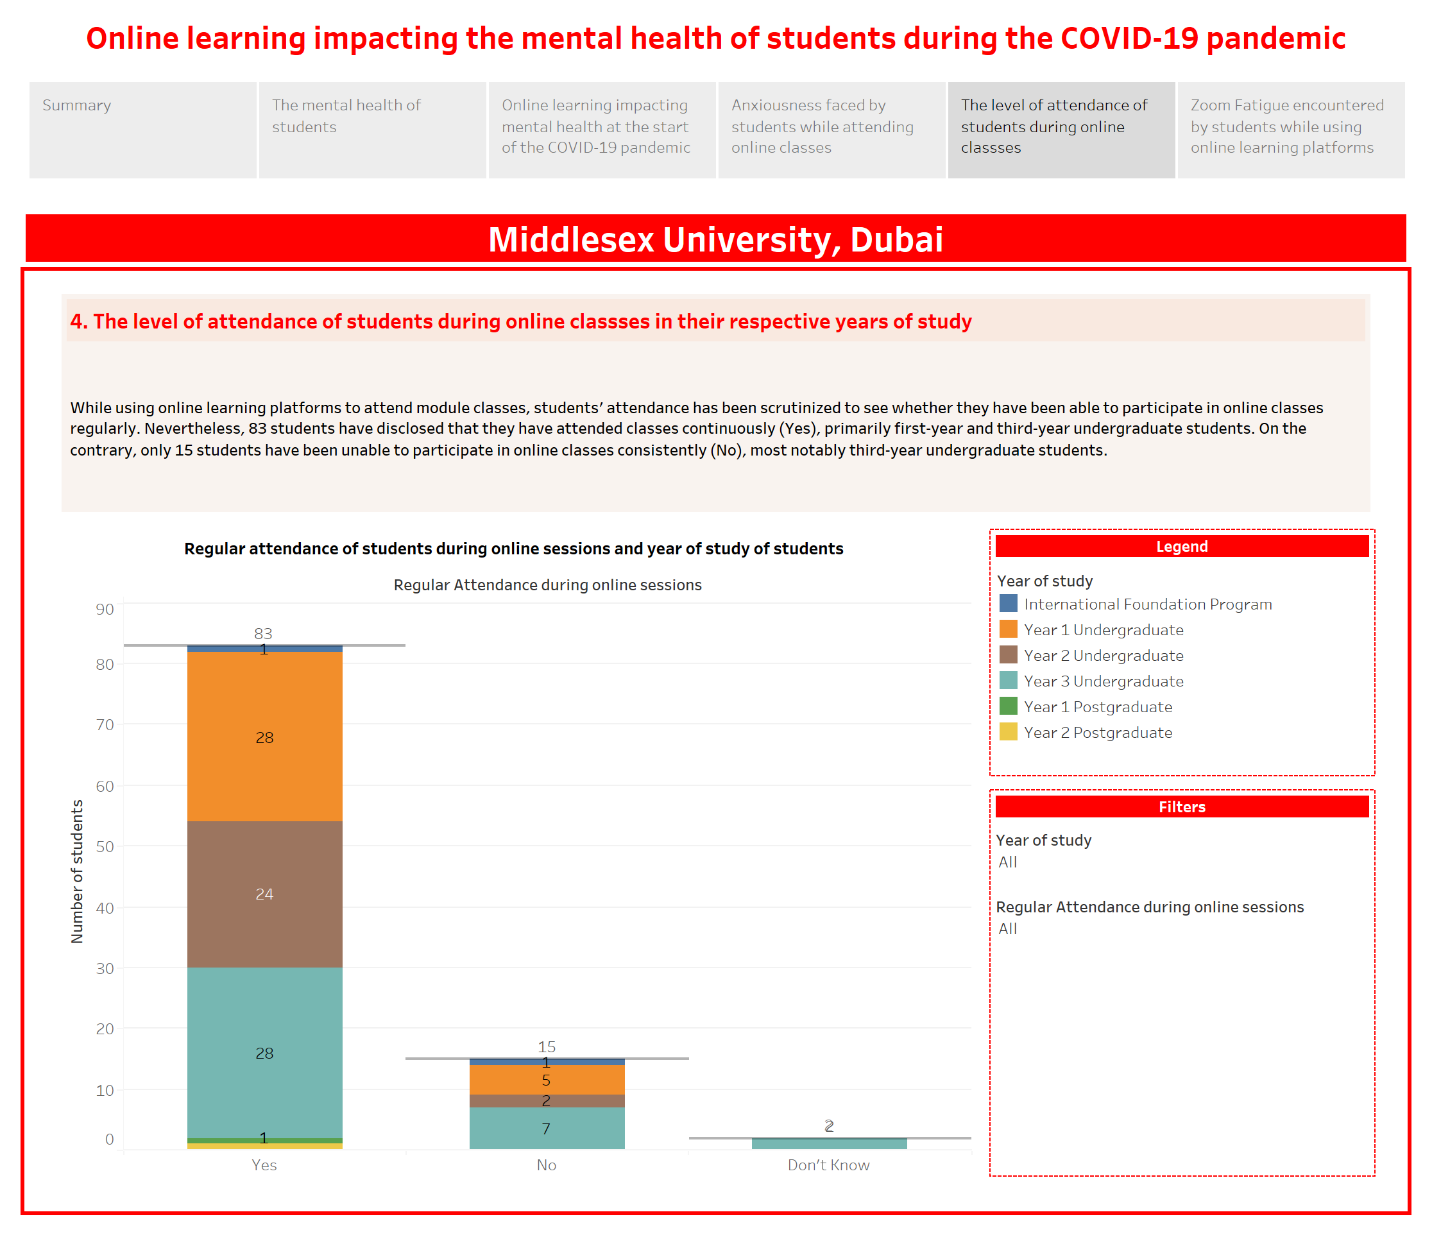 Online learning impacting the mental health of students during the COVID-19 pandemic
Summary
The mental health of
students
Online learning impacting
mental health at the start
of the COVID-19 pandemic
Anxiousness faced by
students while attending
online classes
The level of attendance of
students during online
classses
Zoom Fatigue encountered
by students while using
online learning platforms
Middlesex University, Dubai
4. The level of attendance of students during online classses in their respective years of study
While using online learning platforms to attend module classes, students' attendance has been scrutinized to see whether they have been able to participate in online classes
regularly. Nevertheless, 83 students have disclosed that they have attended classes continuously (Yes), primarily first-year and third-year undergraduate students. On the
contrary, only 15 students have been unable to participate in online classes consistently (No), most notably third-year undergraduate students.
Regular attendance of students during online sessions and year of study of students
Regular Attendance during online sessions
Number of students
90
80
70
60
50
40
30
20
10
0
83
1
28
24
28
1
15
1
5
2
7
2
Yes
No
Don't Know
Legend
Year of study
International Foundation Program
Year 1 Undergraduate
Year 2 Undergraduate
Year 3 Undergraduate
Year 1 Postgraduate
Year 2 Postgraduate
Filters
Year of study
All
Regular Attendance during online sessions
All